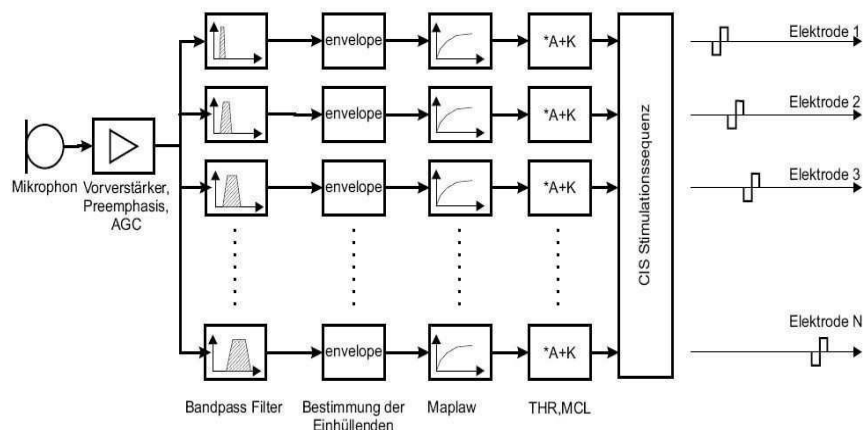 envelope
*A+K
Elektrode 1
envelope
*A+K
Elektrode 2
Mikrophon
Vorverstärker,
Preemphasis,
AGC
envelope
*A+K
Elektrode 3
CIS Stimulationssequenz
envelope
*A+K
Elektrode N
Bandpass Filter
Bestimmung der
Einhüllenden
Maplaw
THR,MCL